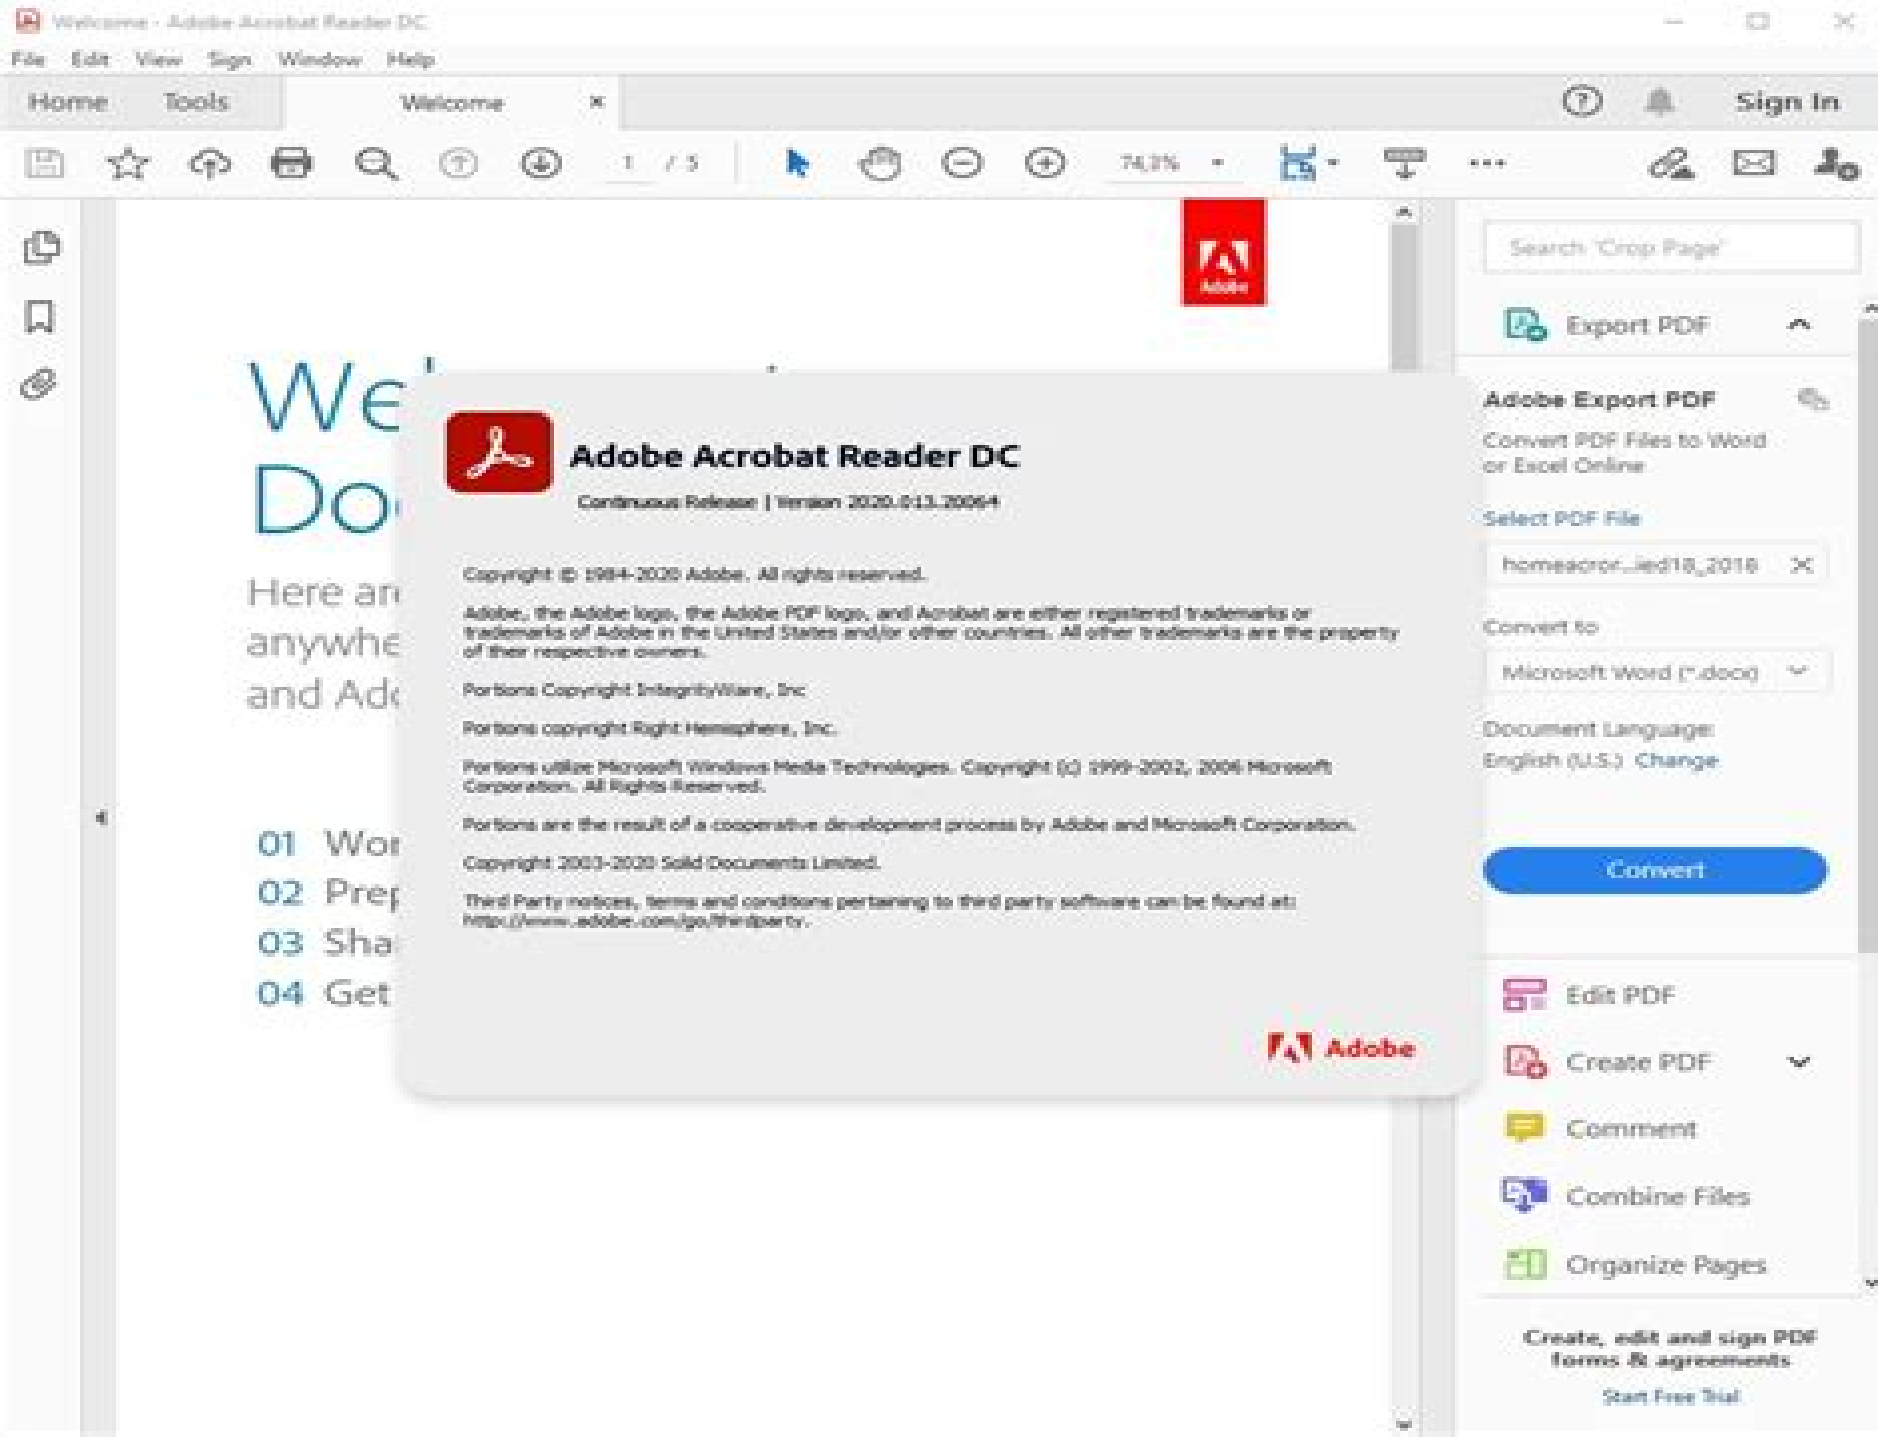 Welcome - Adobe Acrobat Reader DC
File Edit View Sign Window Help
Home Tools Welcome × Sign In
1 / 5 74,3%
Adobe
Search 'Crop Page'
Export PDF
Adobe Export PDF
Convert PDF Files to Word
or Excel Online
Select PDF File
homeacror...ied18_2018
Convert to
Microsoft Word (*.docx)
Document Language:
English (U.S.) Change
Convert
Edit PDF
Create PDF
Comment
Combine Files
Organize Pages
Create, edit and sign PDF
forms & agreements
Start Free Trial
We
Do
Here are
anywhe
and Ado
01 Wor
02 Prep
03 Sha
04 Get
Adobe Acrobat Reader DC
Continuous Release | Version 2020.013.20064
Copyright © 1984-2020 Adobe. All rights reserved.
Adobe, the Adobe logo, the Adobe PDF logo, and Acrobat are either registered trademarks or
trademarks of Adobe in the United States and/or other countries. All other trademarks are the property
of their respective owners.
Portions Copyright IntegrityWare, Inc
Portions copyright Right Hemisphere, Inc.
Portions utilize Microsoft Windows Media Technologies. Copyright (c) 1999-2002, 2006 Microsoft
Corporation. All Rights Reserved.
Portions are the result of a cooperative development process by Adobe and Microsoft Corporation.
Copyright 2003-2020 Solid Documents Limited.
Third Party notices, terms and conditions pertaining to third party software can be found at:
http://www.adobe.com/go/thirdparty.
Adobe